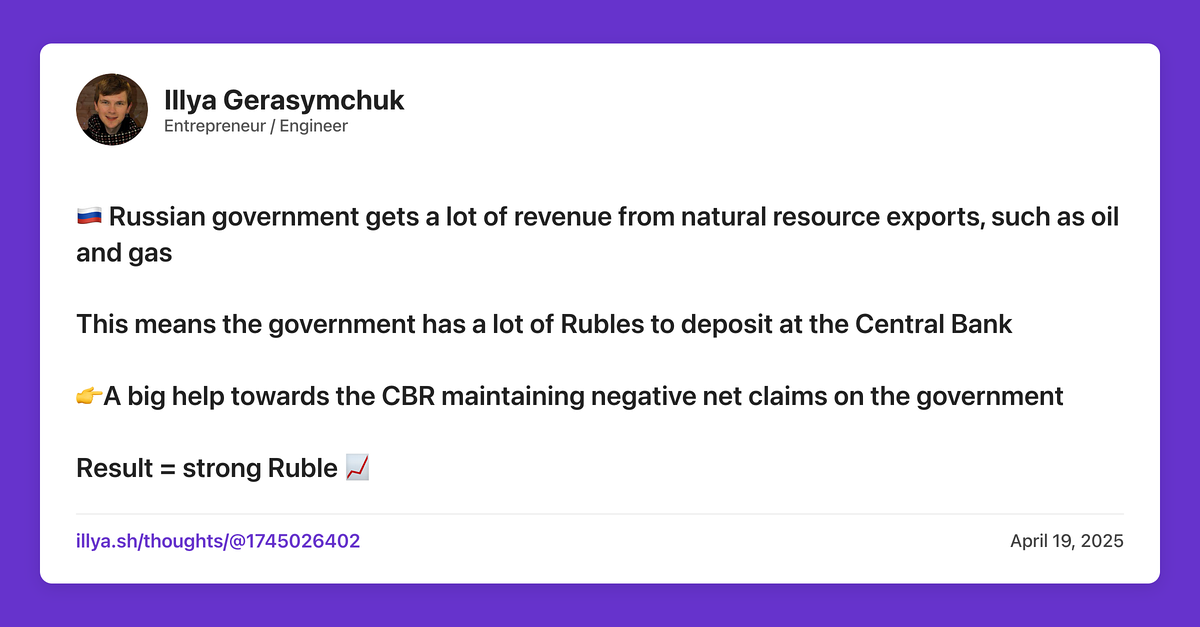 Illya Gerasymchuk
Entrepreneur / Engineer
🇷🇺 Russian government gets a lot of revenue from natural resource exports, such as oil
and gas
This means the government has a lot of Rubles to deposit at the Central Bank
👉A big help towards the CBR maintaining negative net claims on the government
Result = strong Ruble 📈
illya.sh/thoughts/@1745026402
April 19, 2025